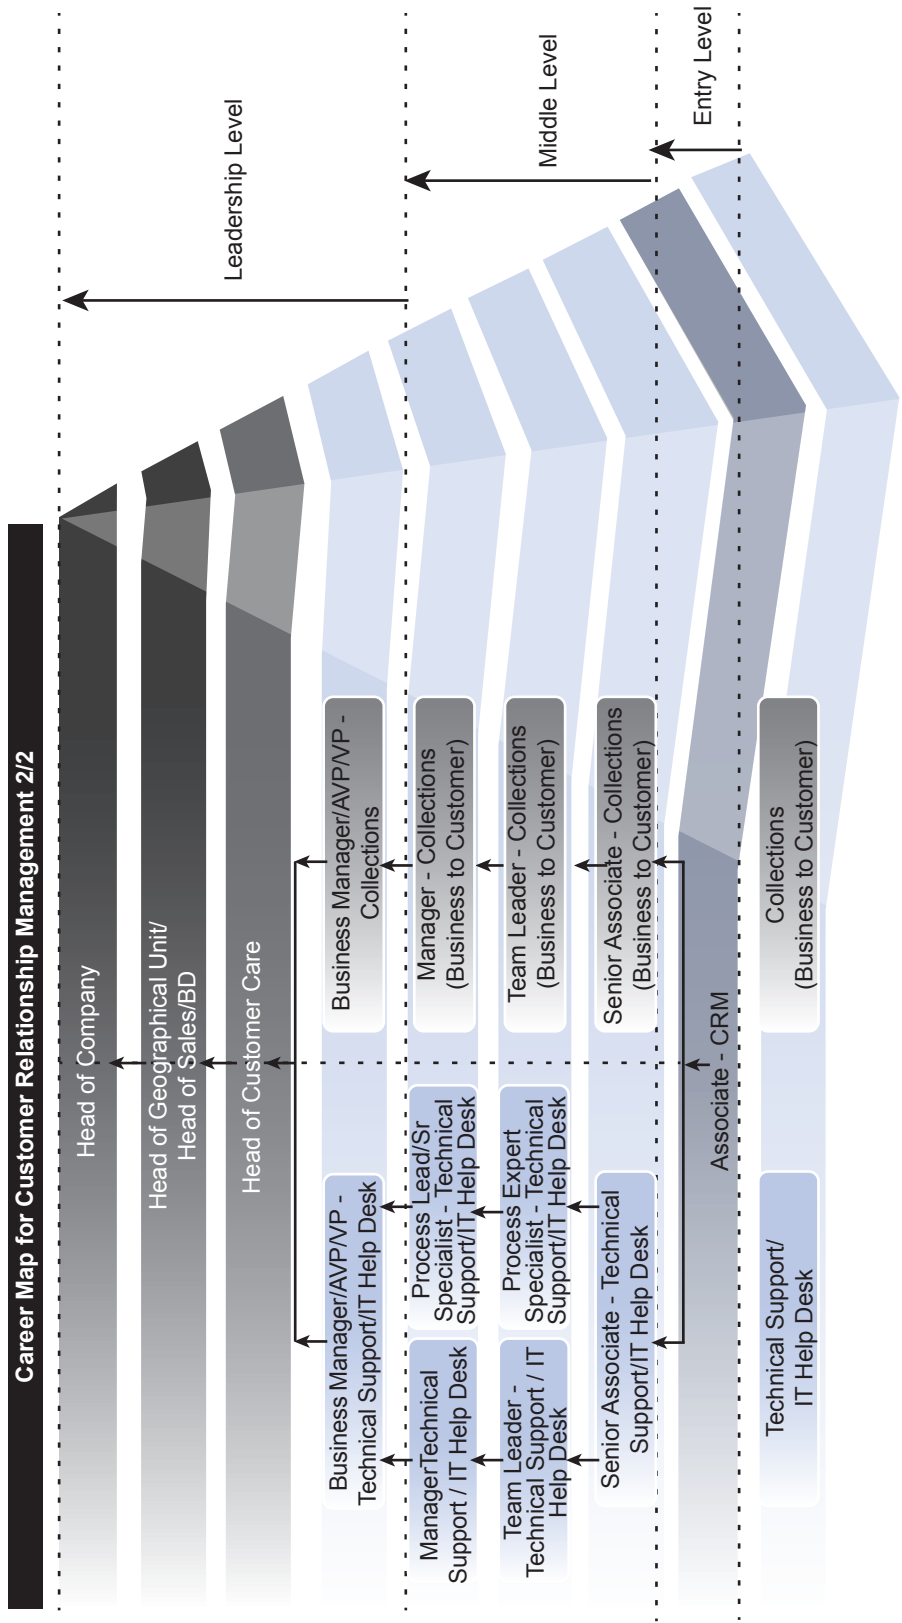 Career Map for Customer Relationship Management 2/2
Leadership Level
Middle Level
Entry Level
Head of Company
Head of Geographical Unit/
Head of Sales/BD
Head of Customer Care
Business Manager/AVP/VP -
Technical Support/IT Help Desk
Business Manager/AVP/VP -
Collections
ManagerTechnical
Support / IT Help Desk
Process Lead/Sr
Specialist - Technical
Support/IT Help Desk
Manager - Collections
(Business to Customer)
Team Leader -
Technical Support / IT
Help Desk
Process Expert
Specialist - Technical
Support/IT Help Desk
Team Leader - Collections
(Business to Customer)
Senior Associate - Technical
Support/IT Help Desk
Senior Associate - Collections
(Business to Customer)
Associate - CRM
Technical Support/
IT Help Desk
Collections
(Business to Customer)